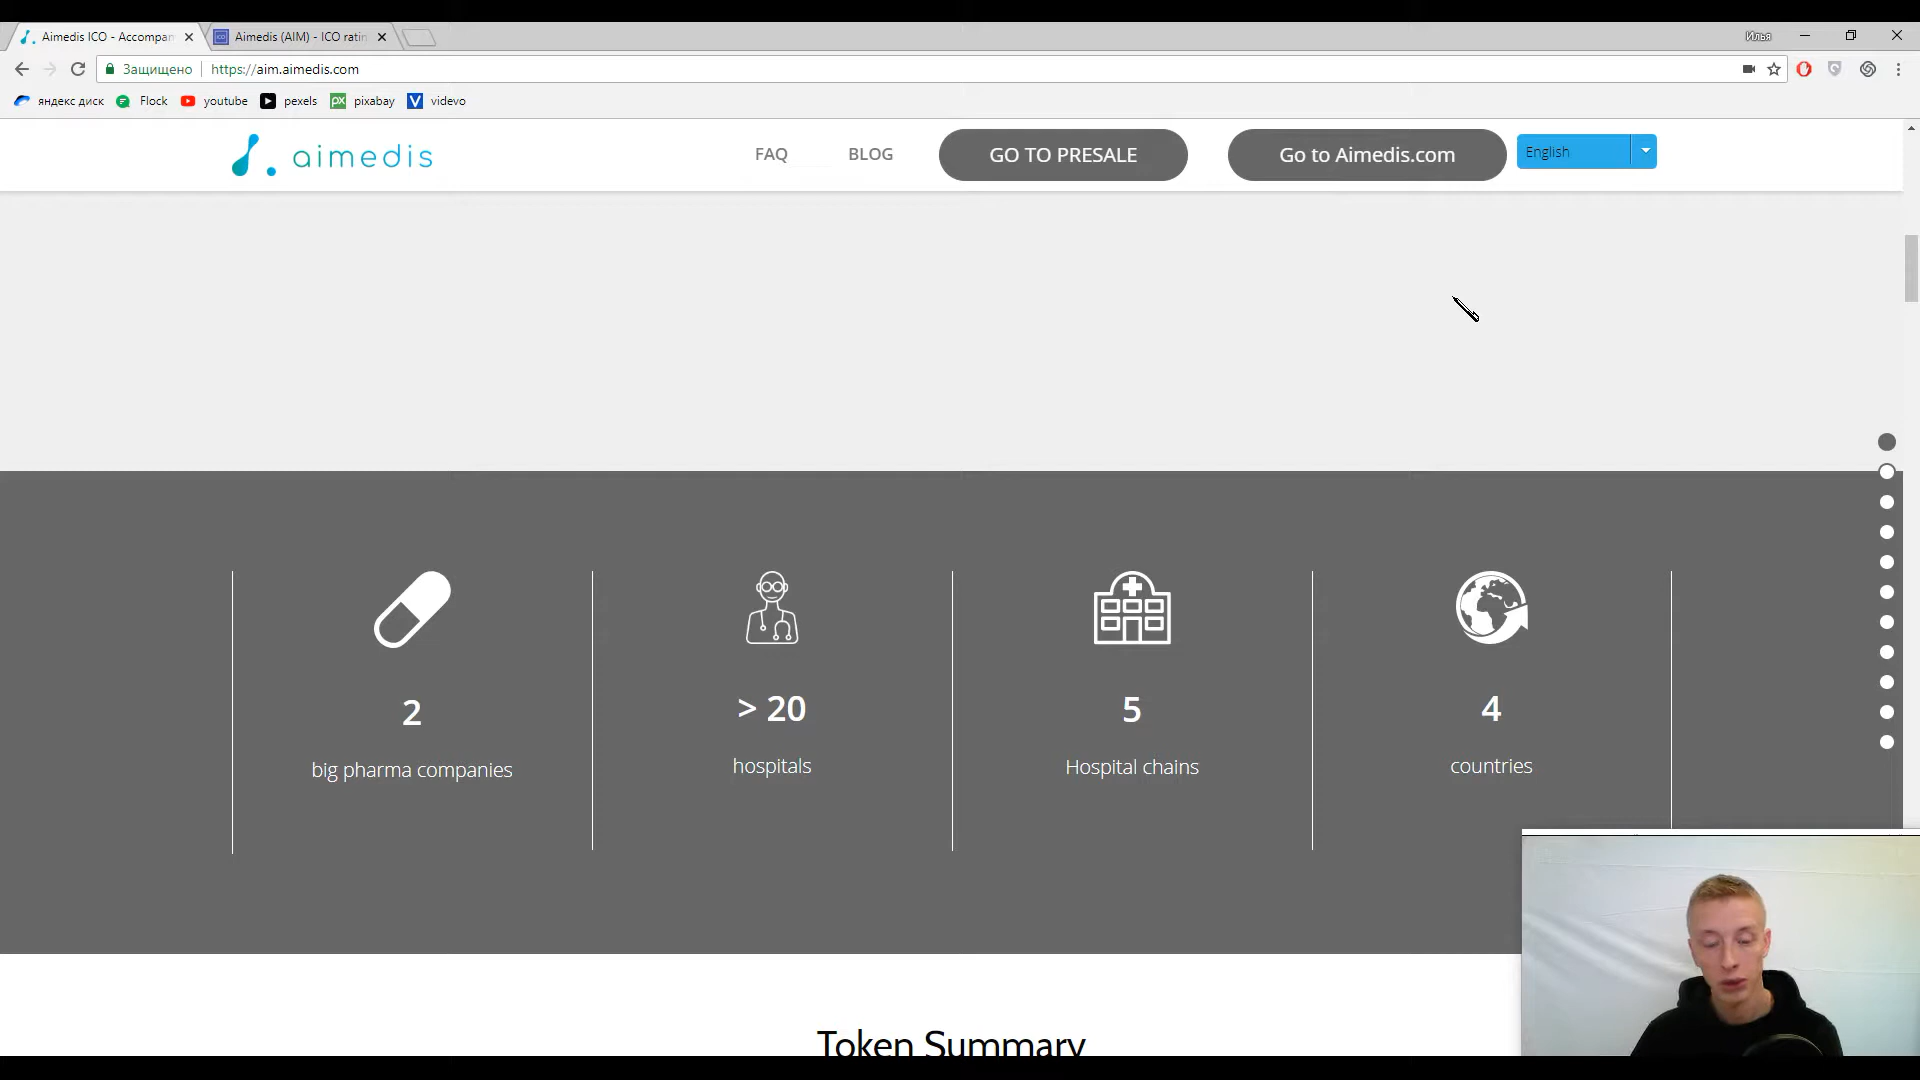 Aimedis ICO - Accompan
Aimedis (AIM) - ICO ratin
Илья
Защищено
https://aim.aimedis.com
яндекс диск
Flock
youtube
pexels
pixabay
videvo
aimedis
FAQ
BLOG
GO TO PRESALE
Go to Aimedis.com
English
2
big pharma companies
> 20
hospitals
5
Hospital chains
4
countries
Token Summary